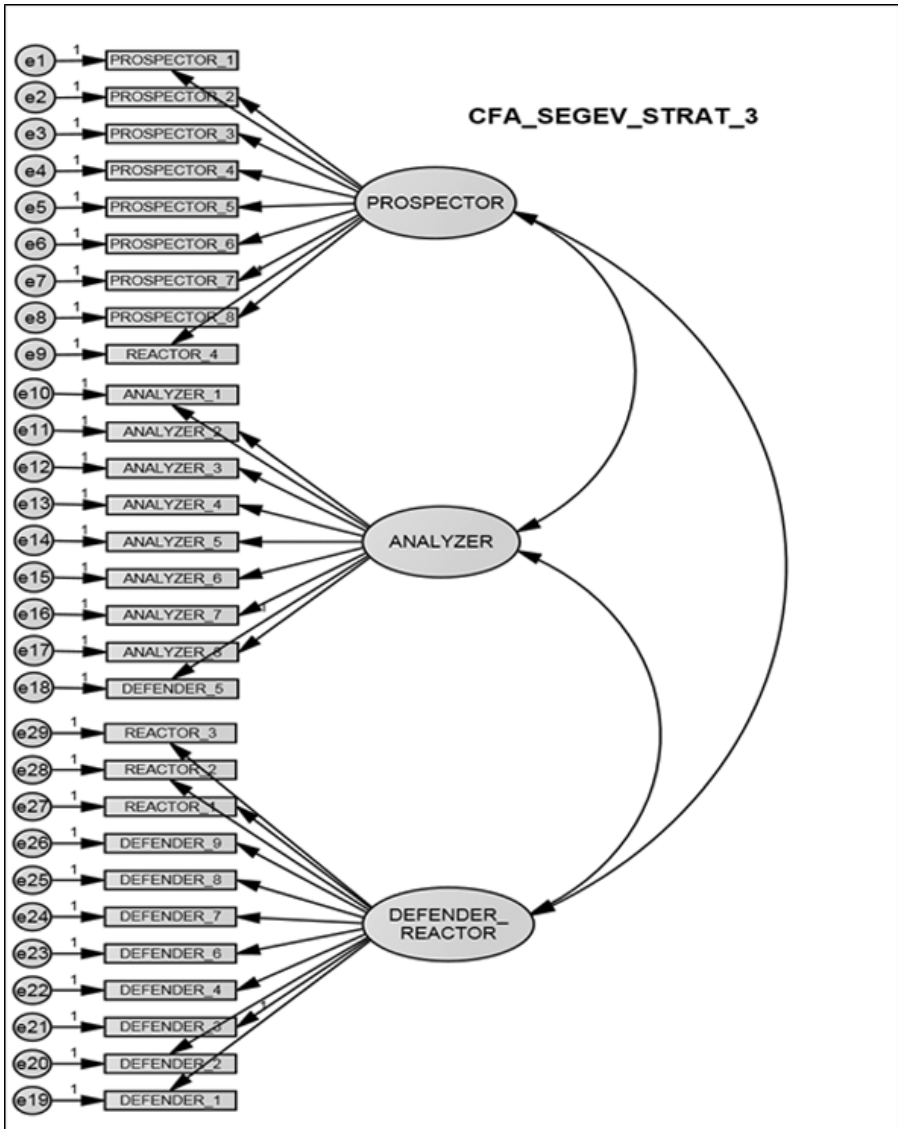 CFA_SEGEV_STRAT_3
e1 1 PROSPECTOR_1
e2 1 PROSPECTOR_2
e3 1 PROSPECTOR_3
e4 1 PROSPECTOR_4
e5 1 PROSPECTOR_5
e6 1 PROSPECTOR_6
e7 1 PROSPECTOR_7
e8 1 PROSPECTOR_8
e9 1 REACTOR_4
PROSPECTOR
e10 1 ANALYZER_1
e11 1 ANALYZER_2
e12 1 ANALYZER_3
e13 1 ANALYZER_4
e14 1 ANALYZER_5
e15 1 ANALYZER_6
e16 1 ANALYZER_7
e17 1 ANALYZER_8
e18 1 DEFENDER_5
ANALYZER
e29 1 REACTOR_3
e28 1 REACTOR_2
e27 1 REACTOR_1
e26 1 DEFENDER_9
e25 1 DEFENDER_8
e24 1 DEFENDER_7
e23 1 DEFENDER_6
e22 1 DEFENDER_4
e21 1 DEFENDER_3
e20 1 DEFENDER_2
e19 1 DEFENDER_1
DEFENDER_
REACTOR
1